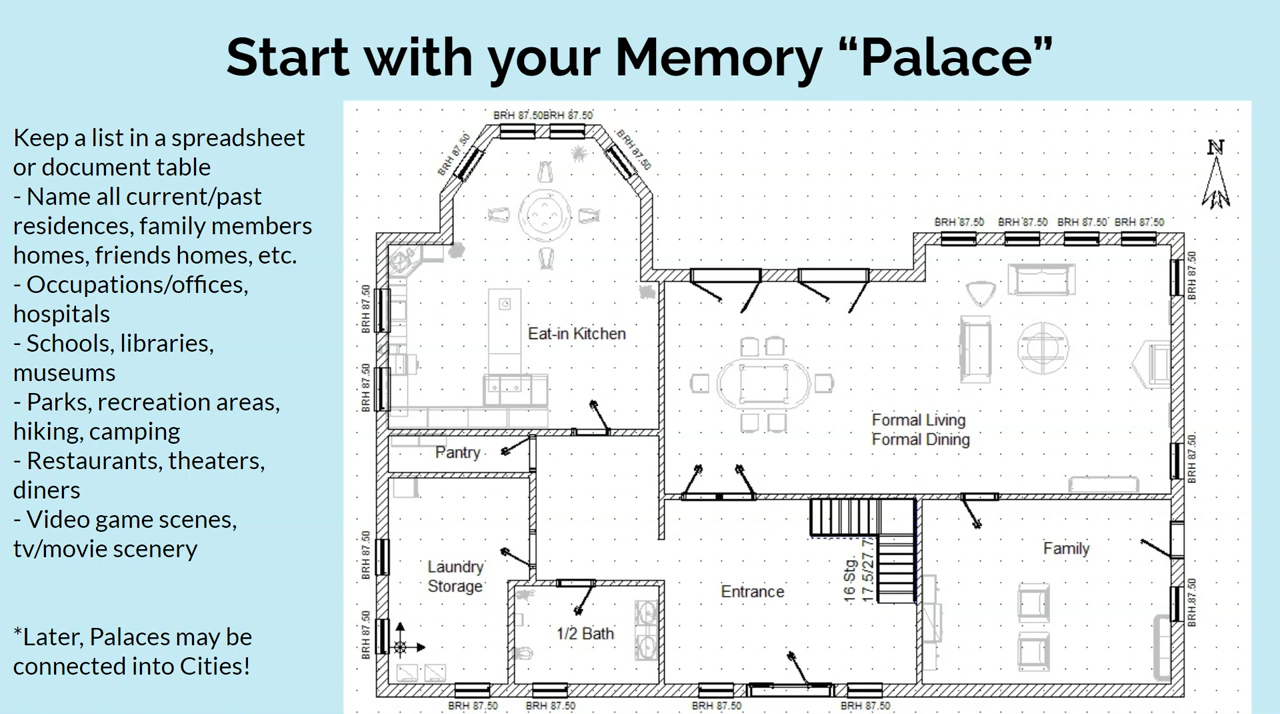 Start with your Memory “Palace”
Keep a list in a spreadsheet
or document table
- Name all current/past
residences, family members
homes, friends homes, etc.
- Occupations/offices,
hospitals
- Schools, libraries,
museums
- Parks, recreation areas,
hiking, camping
- Restaurants, theaters,
diners
- Video game scenes,
tv/movie scenery
*Later, Palaces may be
connected into Cities!
BRH 87.50 BRH 87.50
BRH 87.50
BRH 87.50
N
BRH 87.50 BRH 87.50 BRH 87.50 BRH 87.50
BRH 87.50
BRH 87.50
Eat-in Kitchen
BRH 87.50
Formal Living
Formal Dining
Pantry
BRH 87.50
BRH 87.50
Laundry
Storage
16 Stg.
17.5/27.7
Family
Entrance
BRH 87.50
1/2 Bath
BRH 87.50
BRH 87.50 BRH 87.50 BRH 87.50 BRH 87.50